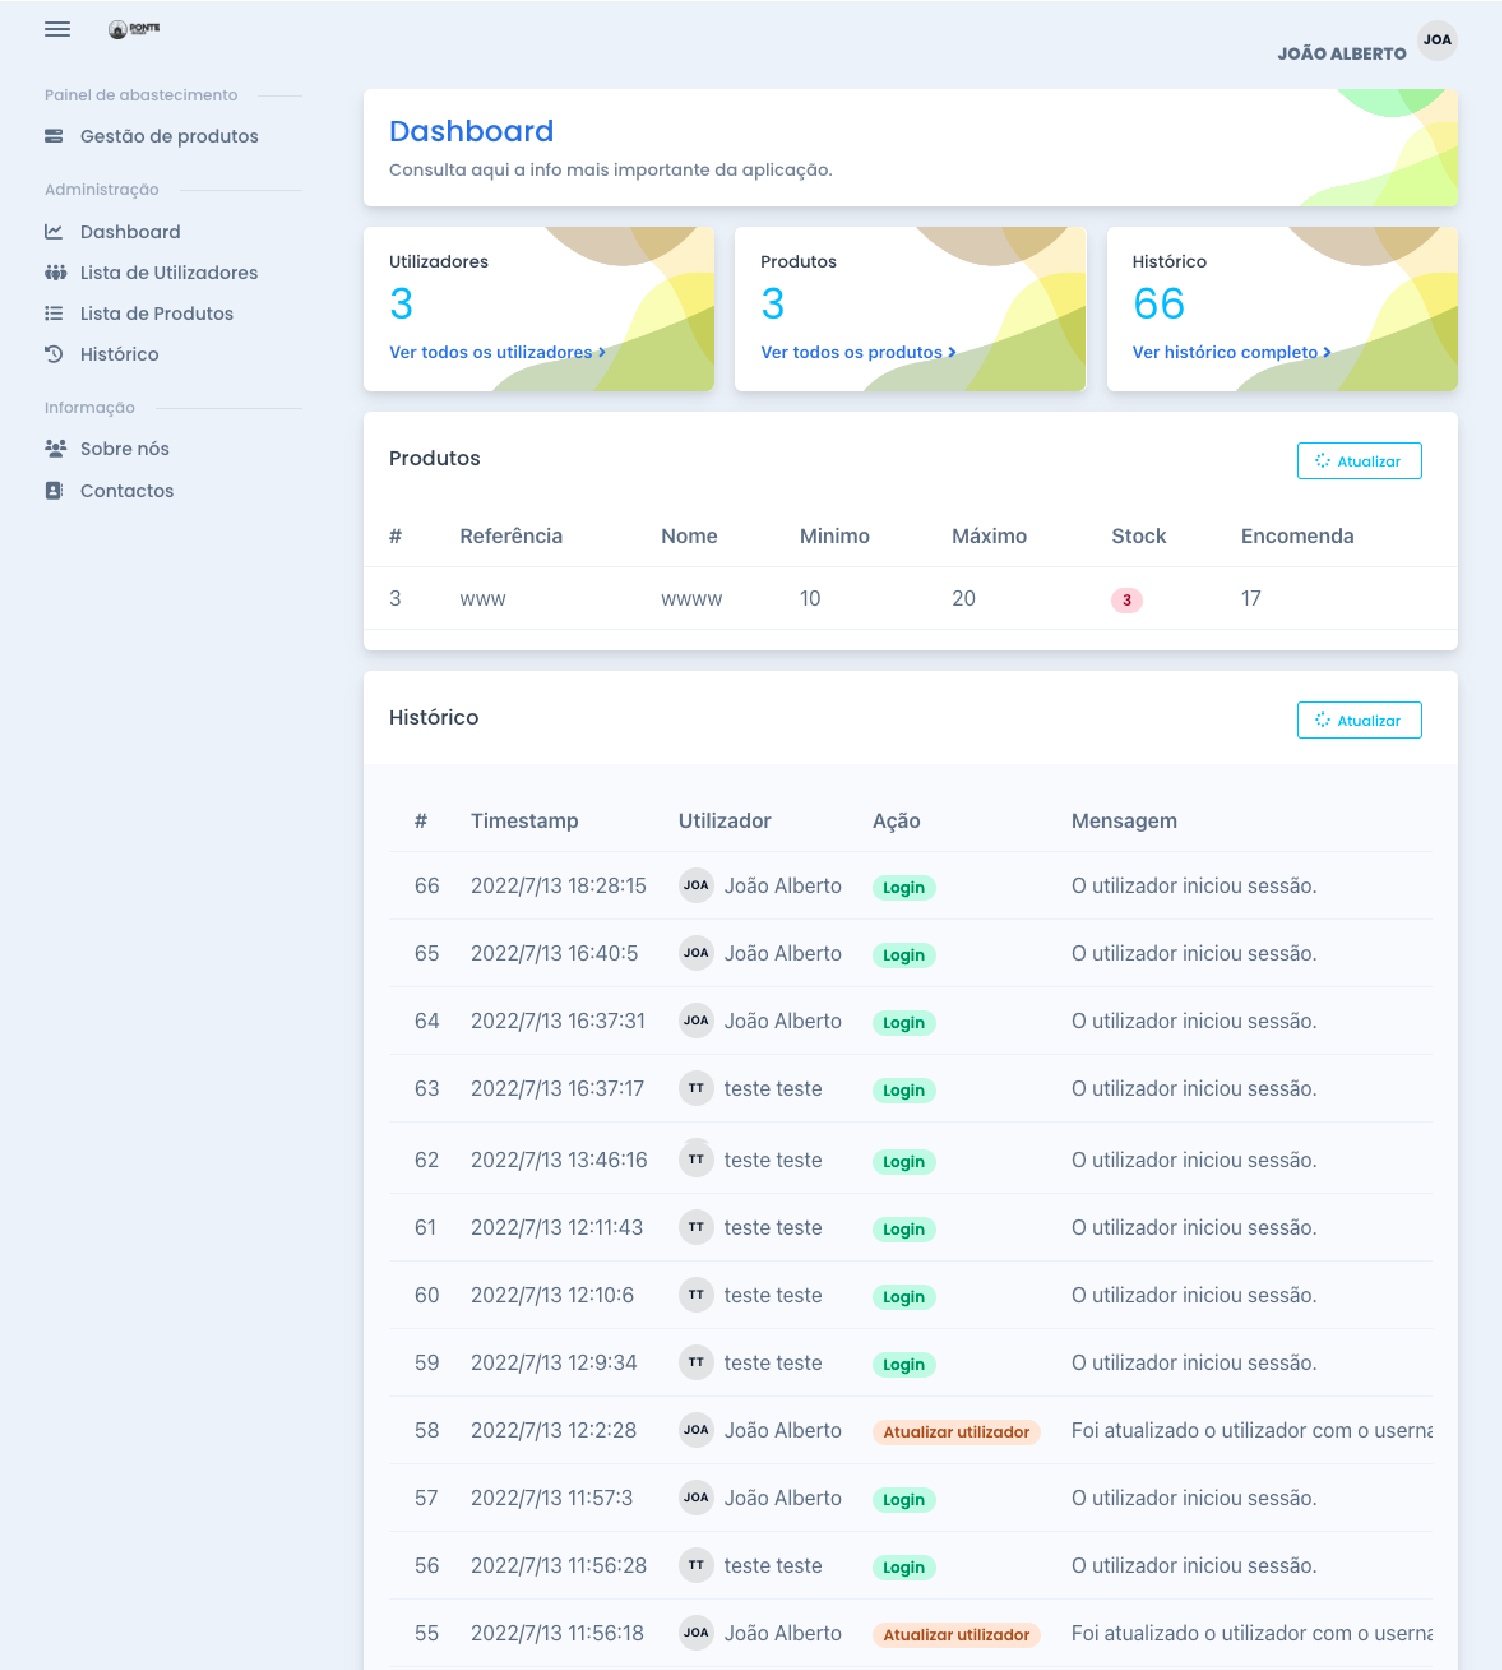 PONTE
JOÃO ALBERTO
JOA
Painel de abastecimento
Gestão de produtos
Administração
Dashboard
Lista de Utilizadores
Lista de Produtos
Histórico
Informação
Sobre nós
Contactos
Dashboard
Consulta aqui a info mais importante da aplicação.
Utilizadores
3
Ver todos os utilizadores
Produtos
3
Ver todos os produtos
Histórico
66
Ver histórico completo
Produtos
Atualizar
# Referência Nome Minimo Máximo Stock Encomenda
3 www wwww 10 20 3 17
Histórico
Atualizar
# Timestamp Utilizador Ação Mensagem
66 2022/7/13 18:28:15 JOA João Alberto Login O utilizador iniciou sessão.
65 2022/7/13 16:40:5 JOA João Alberto Login O utilizador iniciou sessão.
64 2022/7/13 16:37:31 JOA João Alberto Login O utilizador iniciou sessão.
63 2022/7/13 16:37:17 TT teste teste Login O utilizador iniciou sessão.
62 2022/7/13 13:46:16 TT teste teste Login O utilizador iniciou sessão.
61 2022/7/13 12:11:43 TT teste teste Login O utilizador iniciou sessão.
60 2022/7/13 12:10:6 TT teste teste Login O utilizador iniciou sessão.
59 2022/7/13 12:9:34 TT teste teste Login O utilizador iniciou sessão.
58 2022/7/13 12:2:28 JOA João Alberto Atualizar utilizador Foi atualizado o utilizador com o userna
57 2022/7/13 11:57:3 JOA João Alberto Login O utilizador iniciou sessão.
56 2022/7/13 11:56:28 TT teste teste Login O utilizador iniciou sessão.
55 2022/7/13 11:56:18 JOA João Alberto Atualizar utilizador Foi atualizado o utilizador com o userna